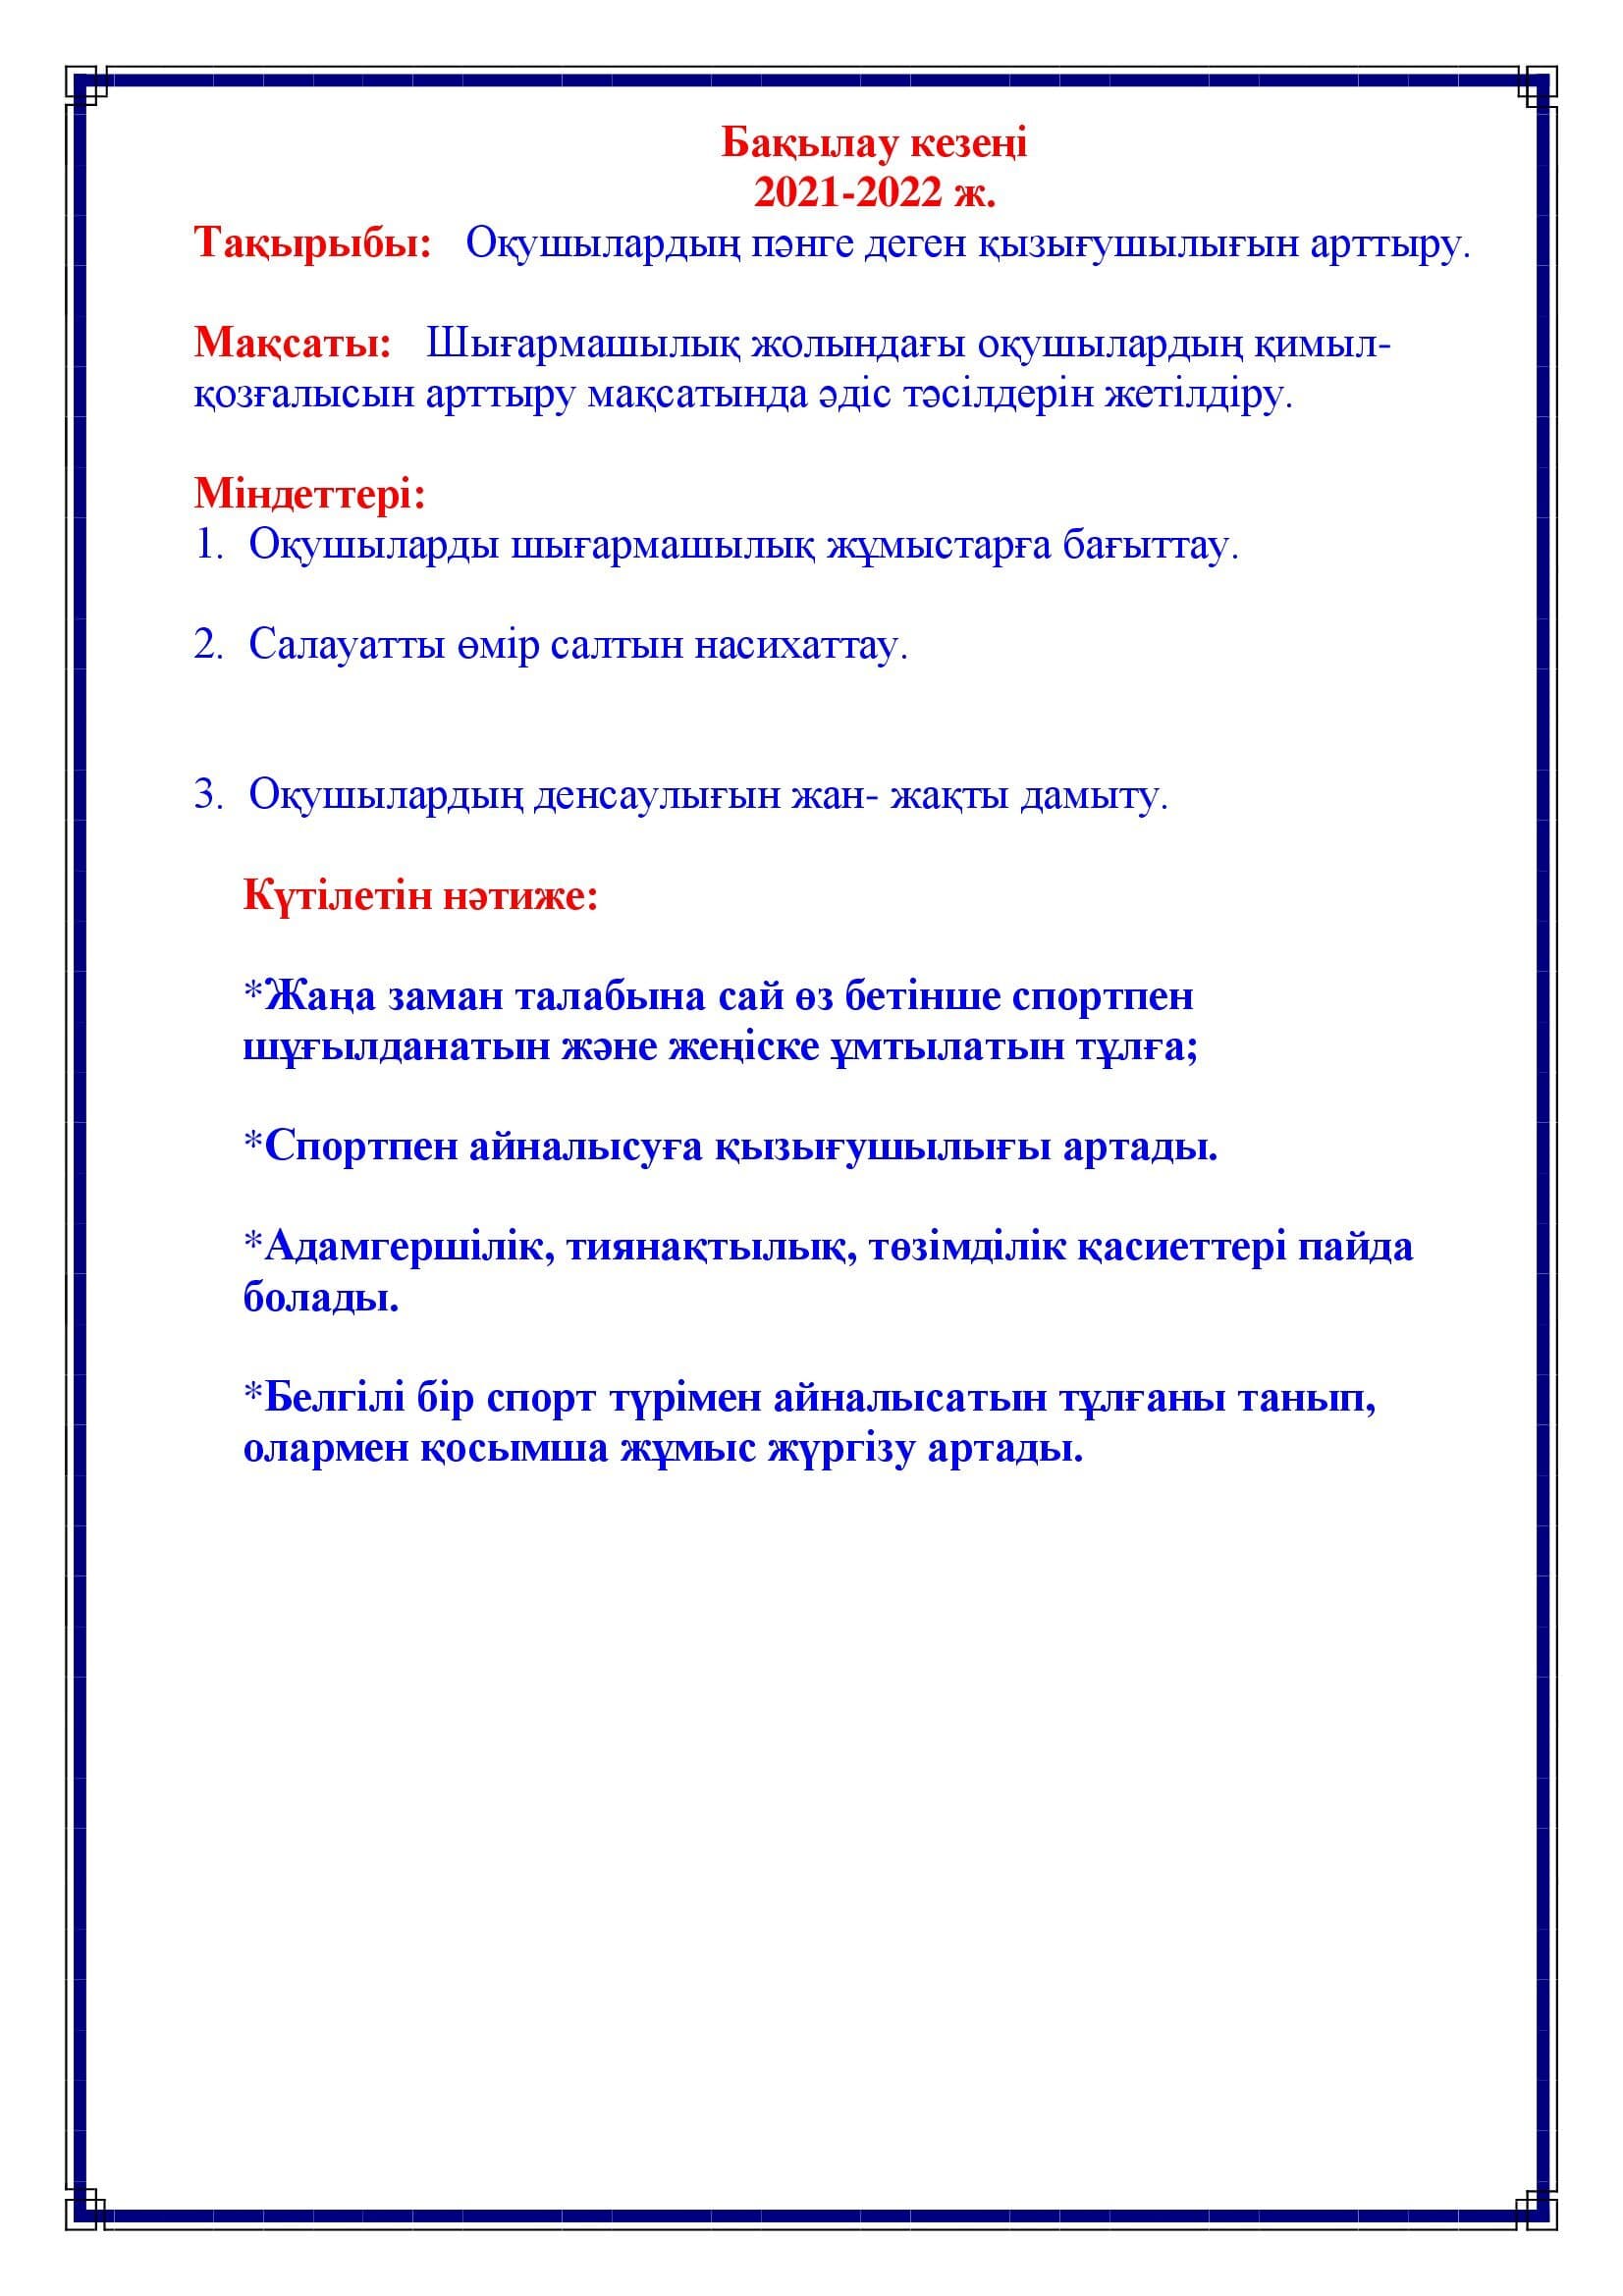 Бақылау кезеңі
2021-2022 ж.
Тақырыбы: Оқушылардың пәнге деген қызығушылығын арттыру.
Мақсаты: Шығармашылық жолындағы оқушылардың қимыл-
қозғалысын арттыру мақсатында әдіс тәсілдерін жетілдіру.
Міндеттері:
1. Оқушыларды шығармашылық жұмыстарға бағыттау.
2. Салауатты өмір салтын насихаттау.
3. Оқушылардың денсаулығын жан- жақты дамыту.
Күтілетін нәтиже:
*Жаңа заман талабына сай өз бетінше спортпен
шұғылданатын және жеңіске ұмтылатын тұлға;
*Спортпен айналысуға қызығушылығы артады.
*Адамгершілік, тиянақтылық, төзімділік қасиеттері пайда
болады.
*Белгілі бір спорт түрімен айналысатын тұлғаны танып,
олармен қосымша жұмыс жүргізу артады.